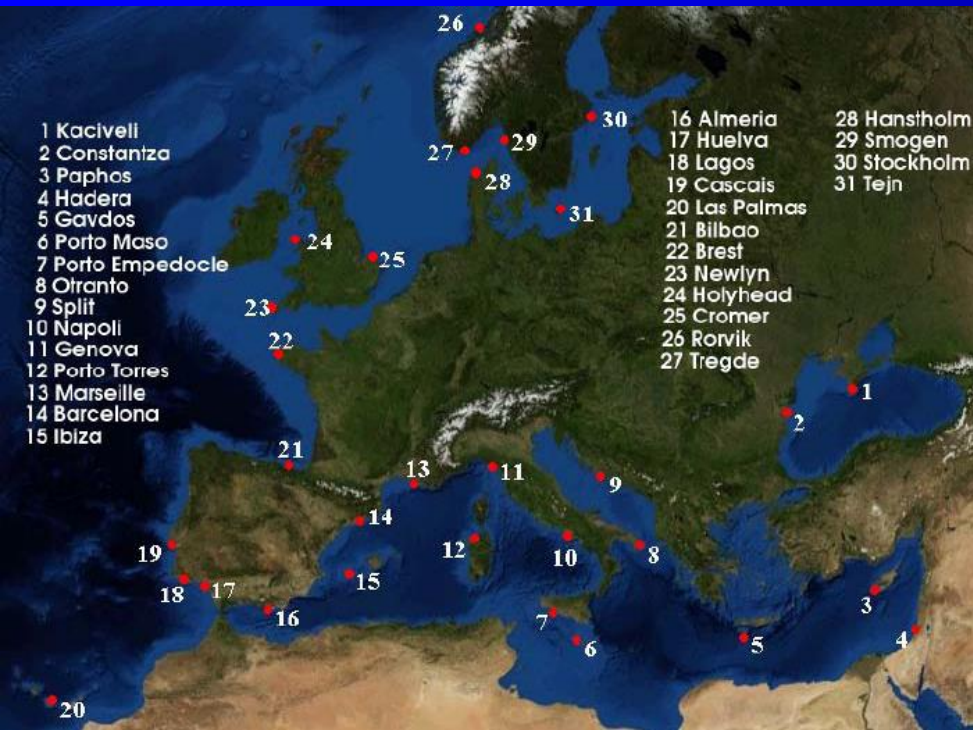 1 Kaciveli
2 Constantza
3 Paphos
4 Hadera
5 Gavdos
6 Porto Maso
7 Porto Empedocle
8 Otranto
9 Split
10 Napoli
11 Genova
12 Porto Torres
13 Marseille
14 Barcelona
15 Ibiza
16 Almeria
17 Huelva
18 Lagos
19 Cascais
20 Las Palmas
21 Bilbao
22 Brest
23 Newlyn
24 Holyhead
25 Cromer
26 Rorvik
27 Tregde
28 Hanstholm
29 Smogen
30 Stockholm
31 Tejn
26
30
29
27
28
31
24
25
23
22
1
2
21
13
11
9
14
12
10
8
19
15
18
17
16
3
7
6
5
4
20